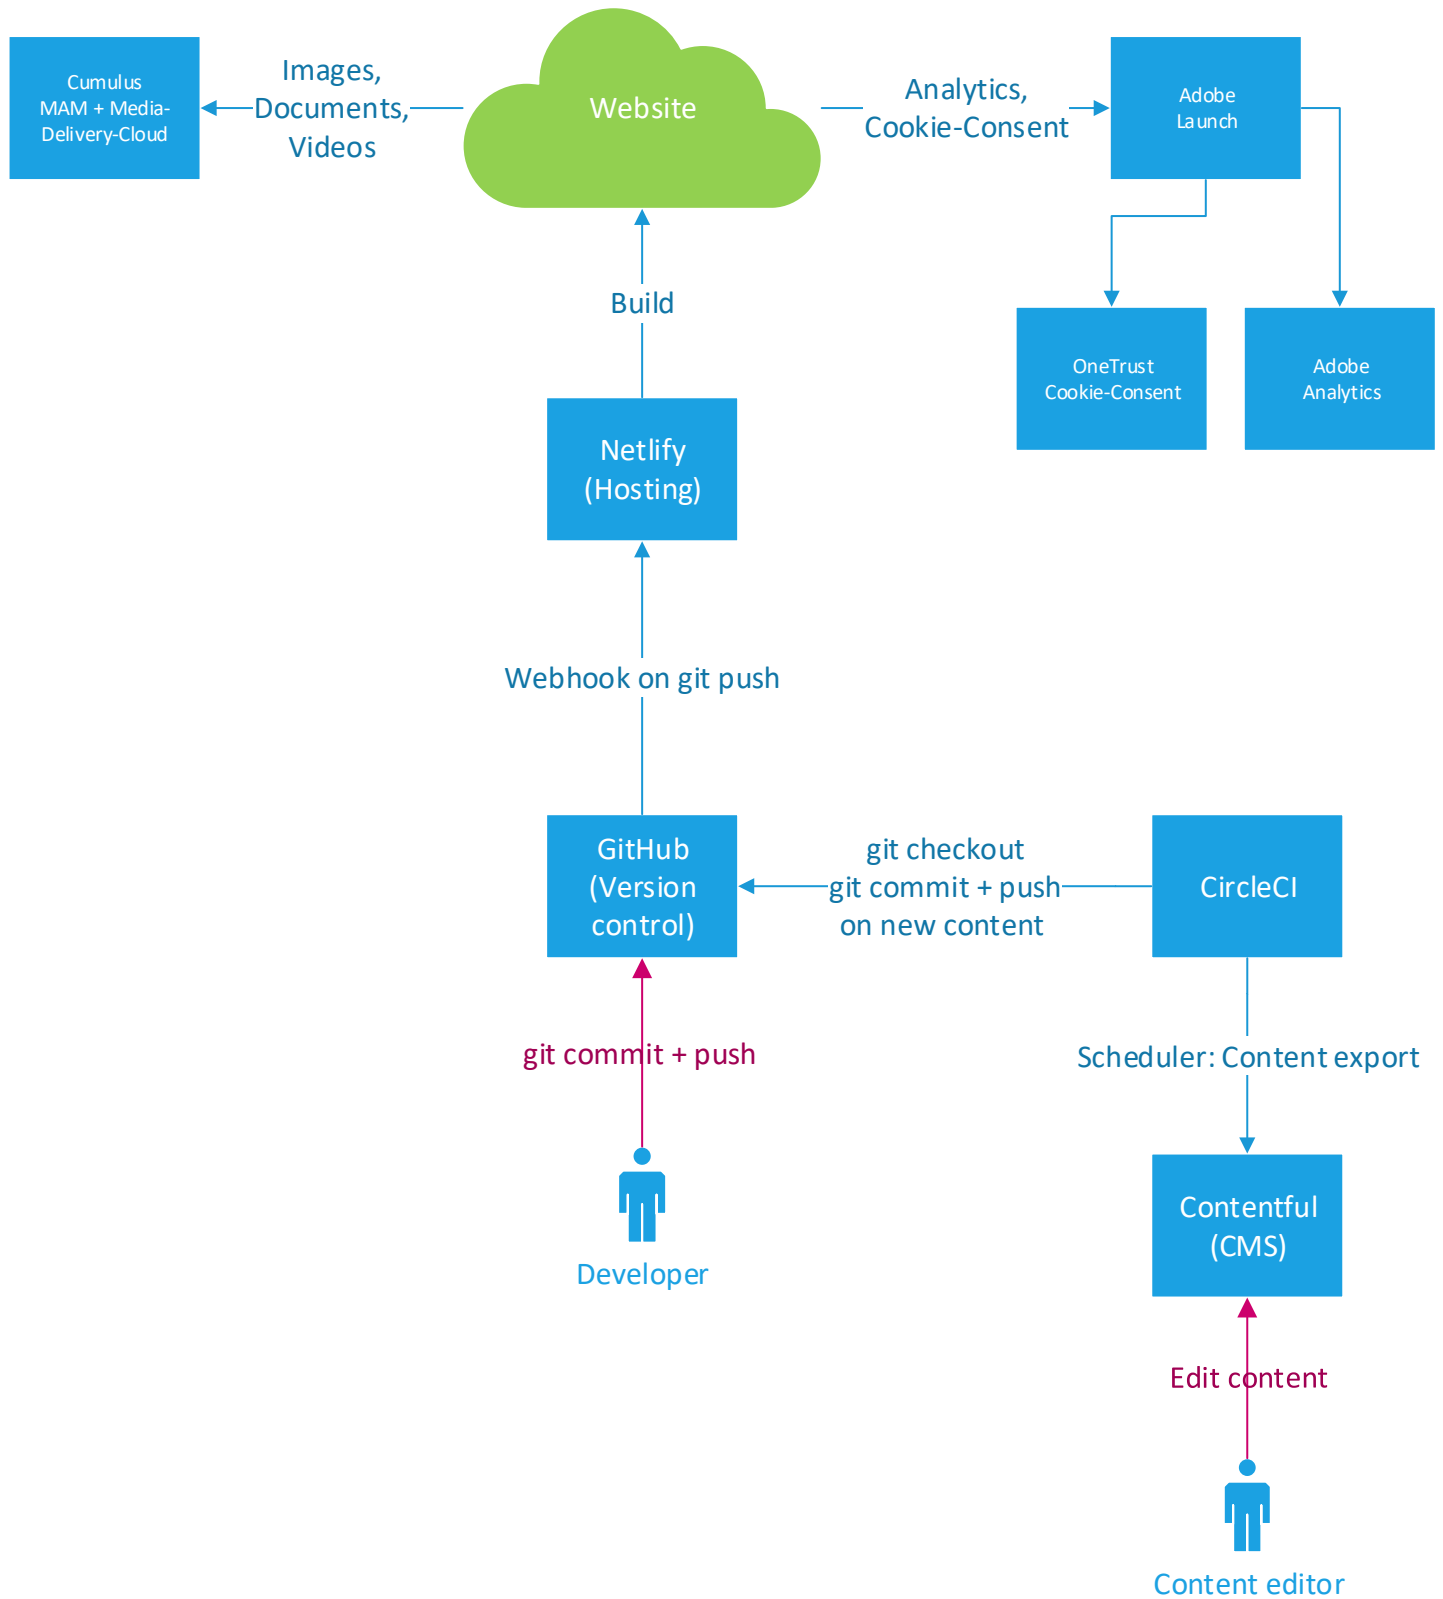 Cumulus
MAM + Media-
Delivery-Cloud
Images,
Documents,
Videos
Website
Analytics,
Cookie-Consent
Adobe
Launch
Build
OneTrust
Cookie-Consent
Adobe
Analytics
Netlify
(Hosting)
Webhook on git push
GitHub
(Version
control)
git checkout
git commit + push
on new content
CircleCI
git commit + push
Scheduler: Content export
Developer
Contentful
(CMS)
Edit content
Content editor